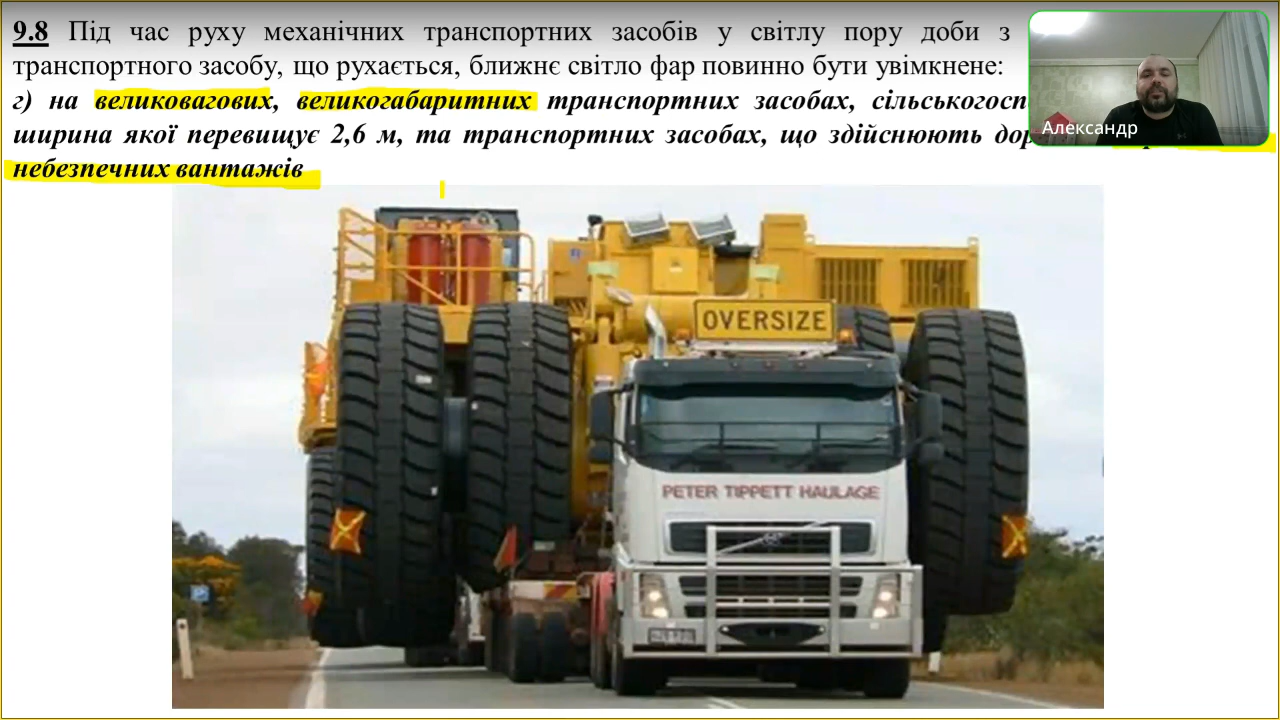 9.8 Під час руху механічних транспортних засобів у світлу пору доби з
транспортного засобу, що рухається, ближнє світло фар повинно бути увімкнене:
г) на великовагових, великогабаритних транспортних засобах,
ширина якої перевищує 2,6 м, та транспортних засобах, що здійснюють
небезпечних вантажів
Александр
OVERSIZE
PETER TIPPETT HAULAGE